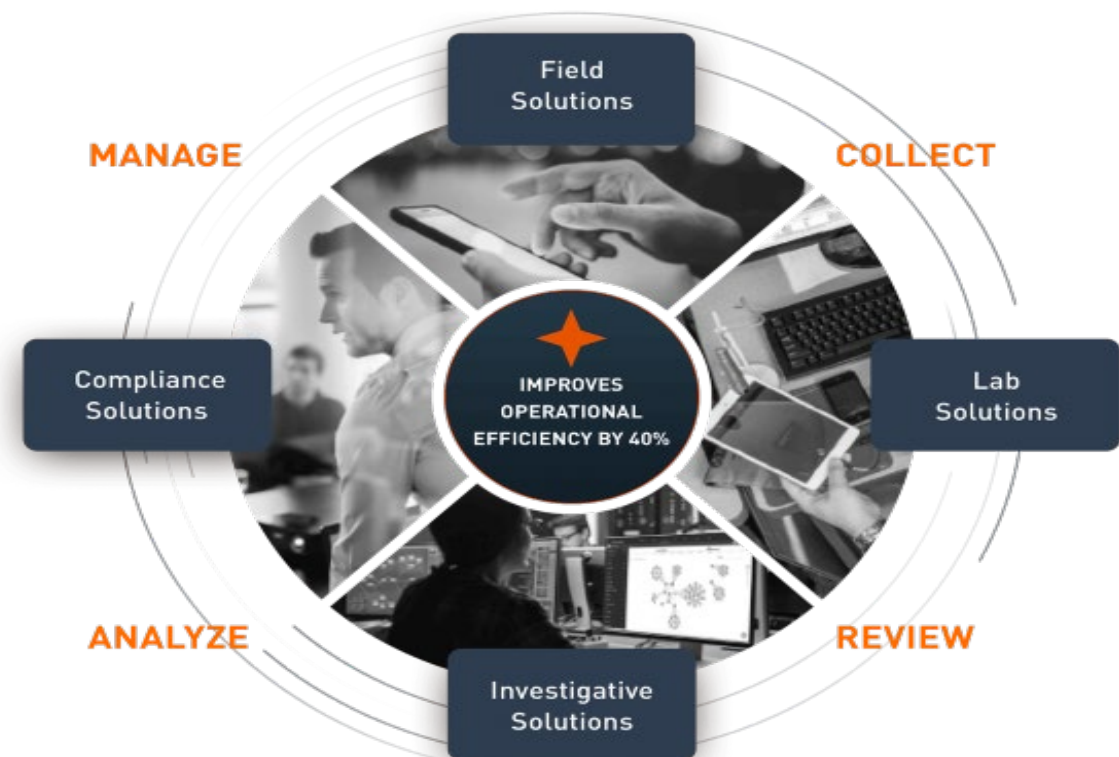 Field
Solutions
MANAGE
COLLECT
Compliance
Solutions
IMPROVES
OPERATIONAL
EFFICIENCY BY 40%
Lab
Solutions
ANALYZE
REVIEW
Investigative
Solutions